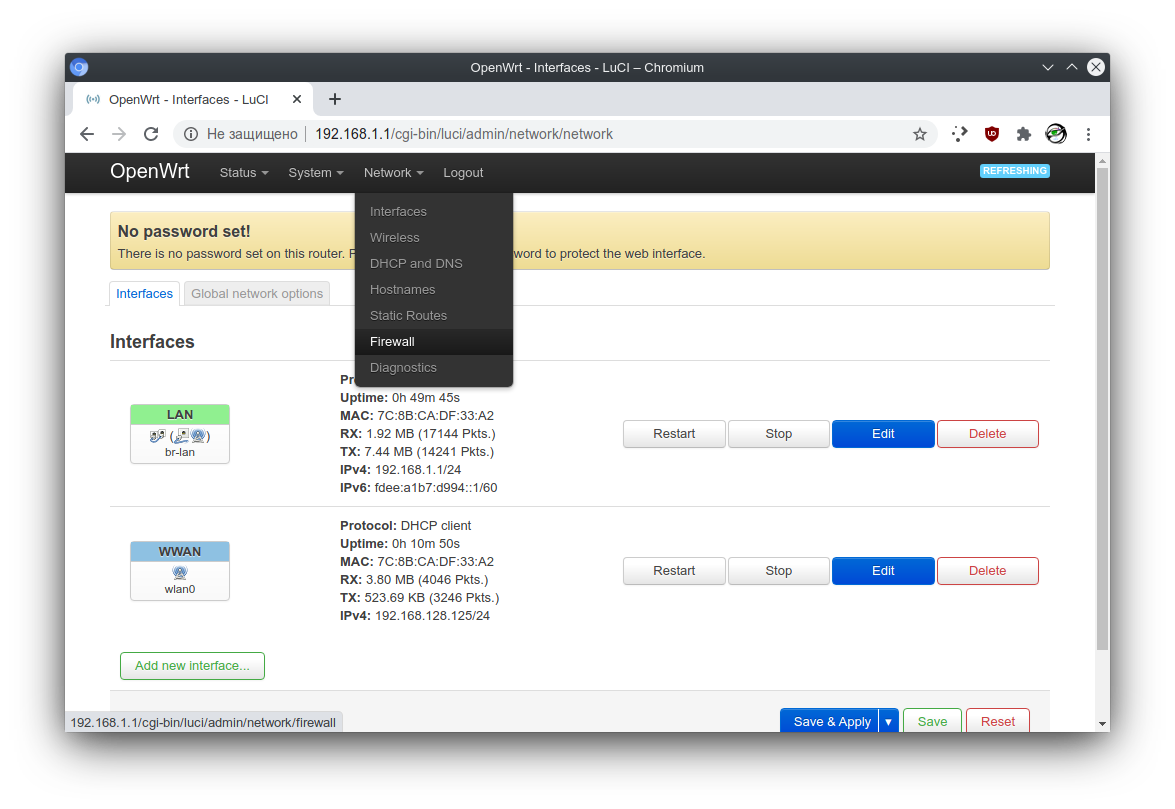 OpenWrt - Interfaces - LuCI – Chromium
OpenWrt - Interfaces - LuCI
Не защищено 192.168.1.1/cgi-bin/luci/admin/network/network
OpenWrt Status System Network Logout REFRESHING
Interfaces
Wireless
DHCP and DNS
Hostnames
Static Routes
Firewall
Diagnostics
No password set!
There is no password set on this router. P word to protect the web interface.
Interfaces Global network options
Interfaces
LAN
br-lan
Pr
Uptime: 0h 49m 45s
MAC: 7C:8B:CA:DF:33:A2
RX: 1.92 MB (17144 Pkts.)
TX: 7.44 MB (14241 Pkts.)
IPv4: 192.168.1.1/24
IPv6: fdee:a1b7:d994::1/60
Restart Stop Edit Delete
WWAN
wlan0
Protocol: DHCP client
Uptime: 0h 10m 50s
MAC: 7C:8B:CA:DF:33:A2
RX: 3.80 MB (4046 Pkts.)
TX: 523.69 KB (3246 Pkts.)
IPv4: 192.168.128.125/24
Restart Stop Edit Delete
Add new interface...
192.168.1.1/cgi-bin/luci/admin/network/firewall
Save & Apply Save Reset